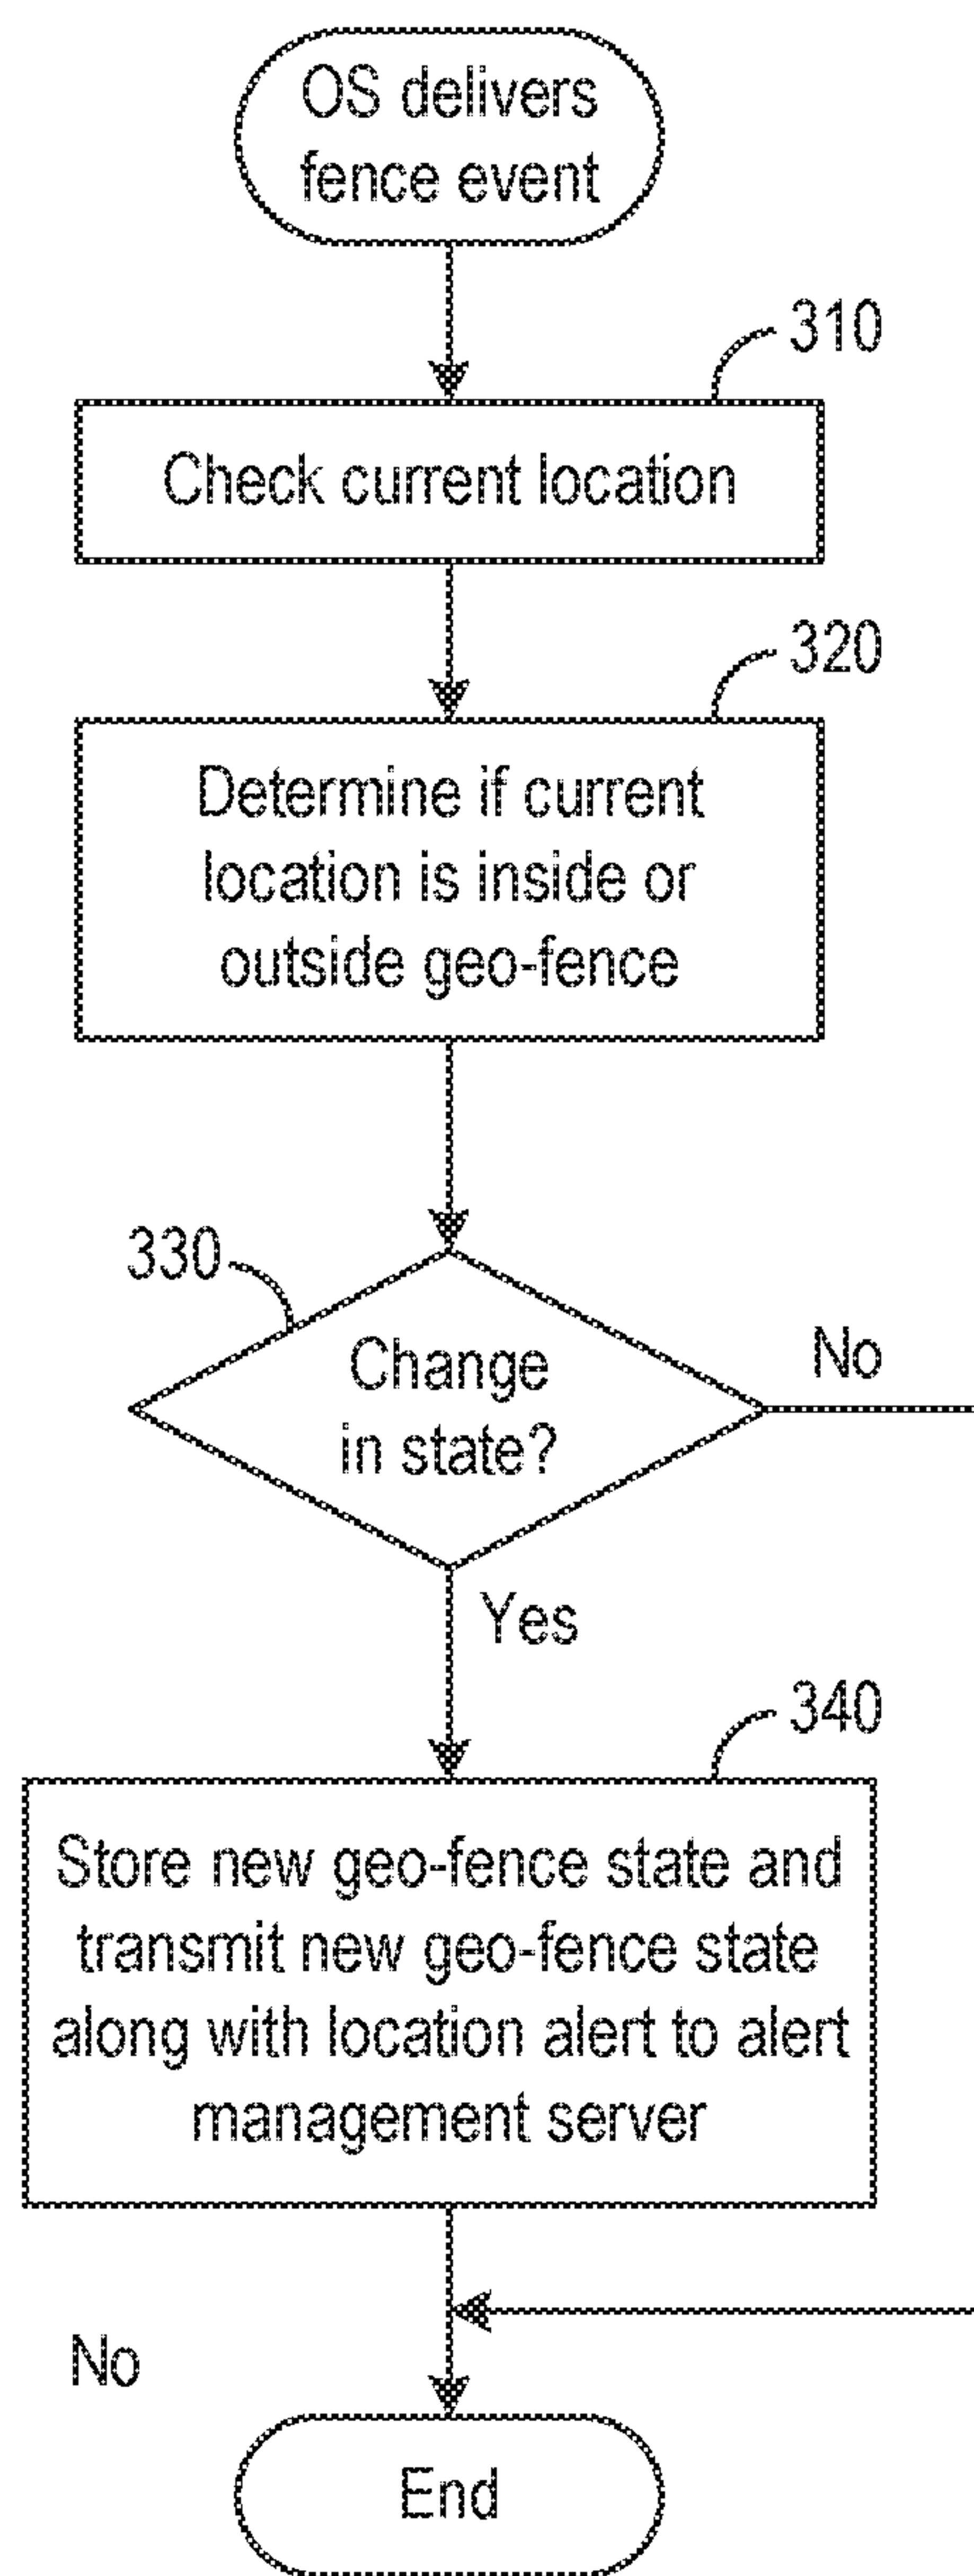 OS delivers
fence event
310
Check current location
320
Determine if current
location is inside or
outside geo-fence
330
Change
in state?
No
Yes
340
Store new geo-fence state and
transmit new geo-fence state
along with location alert to alert
management server
No
End